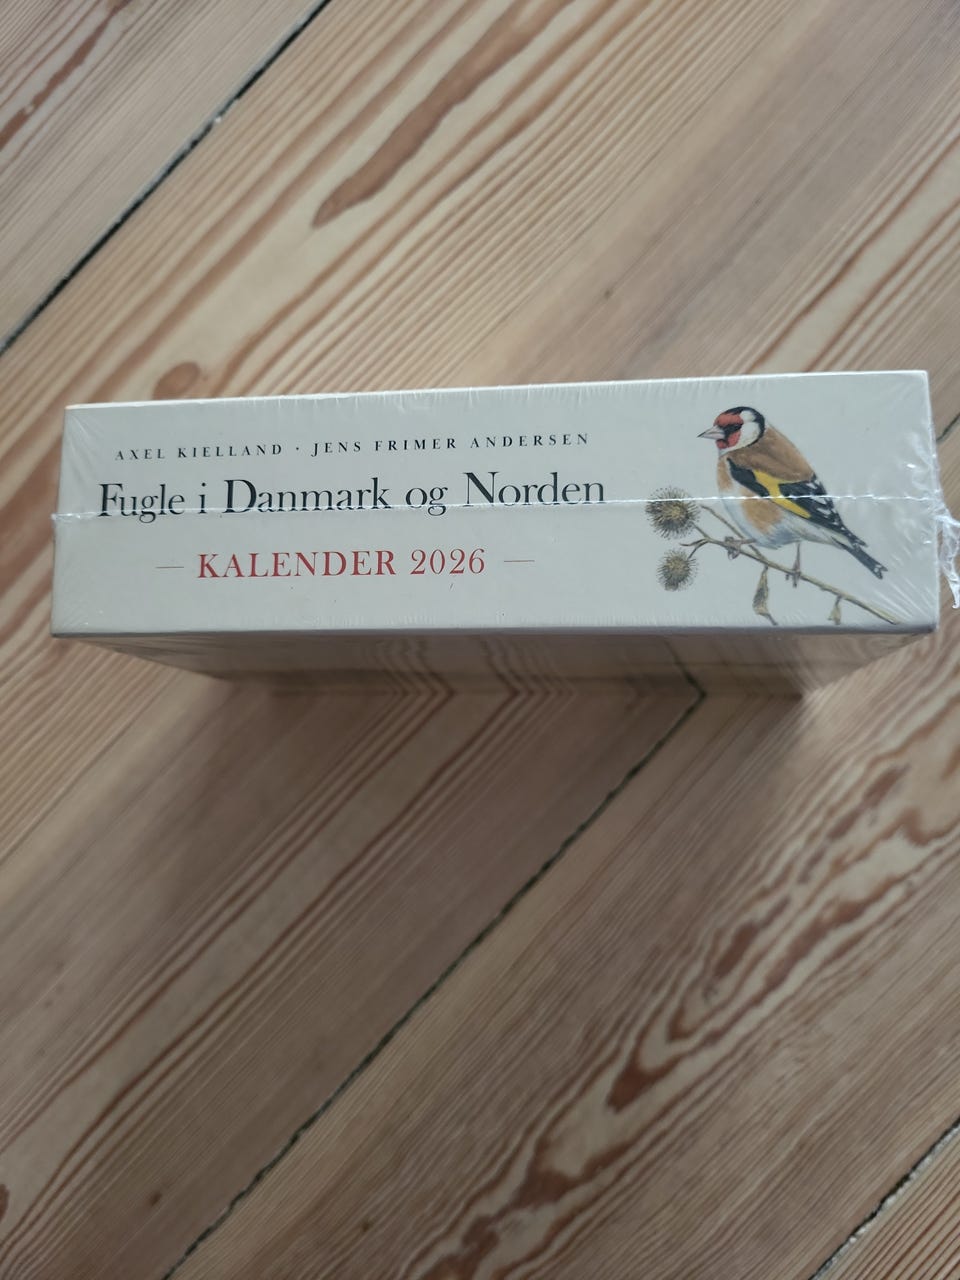 AXEL KIELLAND · JENS FRIMER ANDERSEN
Fugle i Danmark og Norden
— KALENDER 2026 —